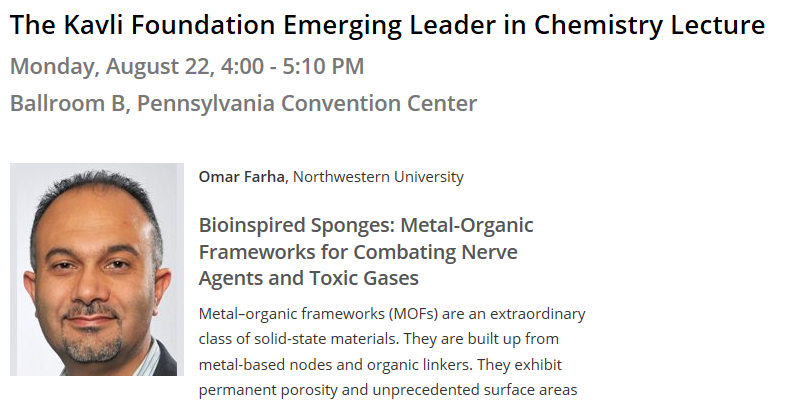 The Kavli Foundation Emerging Leader in Chemistry Lecture
Monday, August 22, 4:00 - 5:10 PM
Ballroom B, Pennsylvania Convention Center
Omar Farha, Northwestern University
Bioinspired Sponges: Metal-Organic
Frameworks for Combating Nerve
Agents and Toxic Gases
Metal–organic frameworks (MOFs) are an extraordinary
class of solid-state materials. They are built up from
metal-based nodes and organic linkers. They exhibit
permanent porosity and unprecedented surface areas